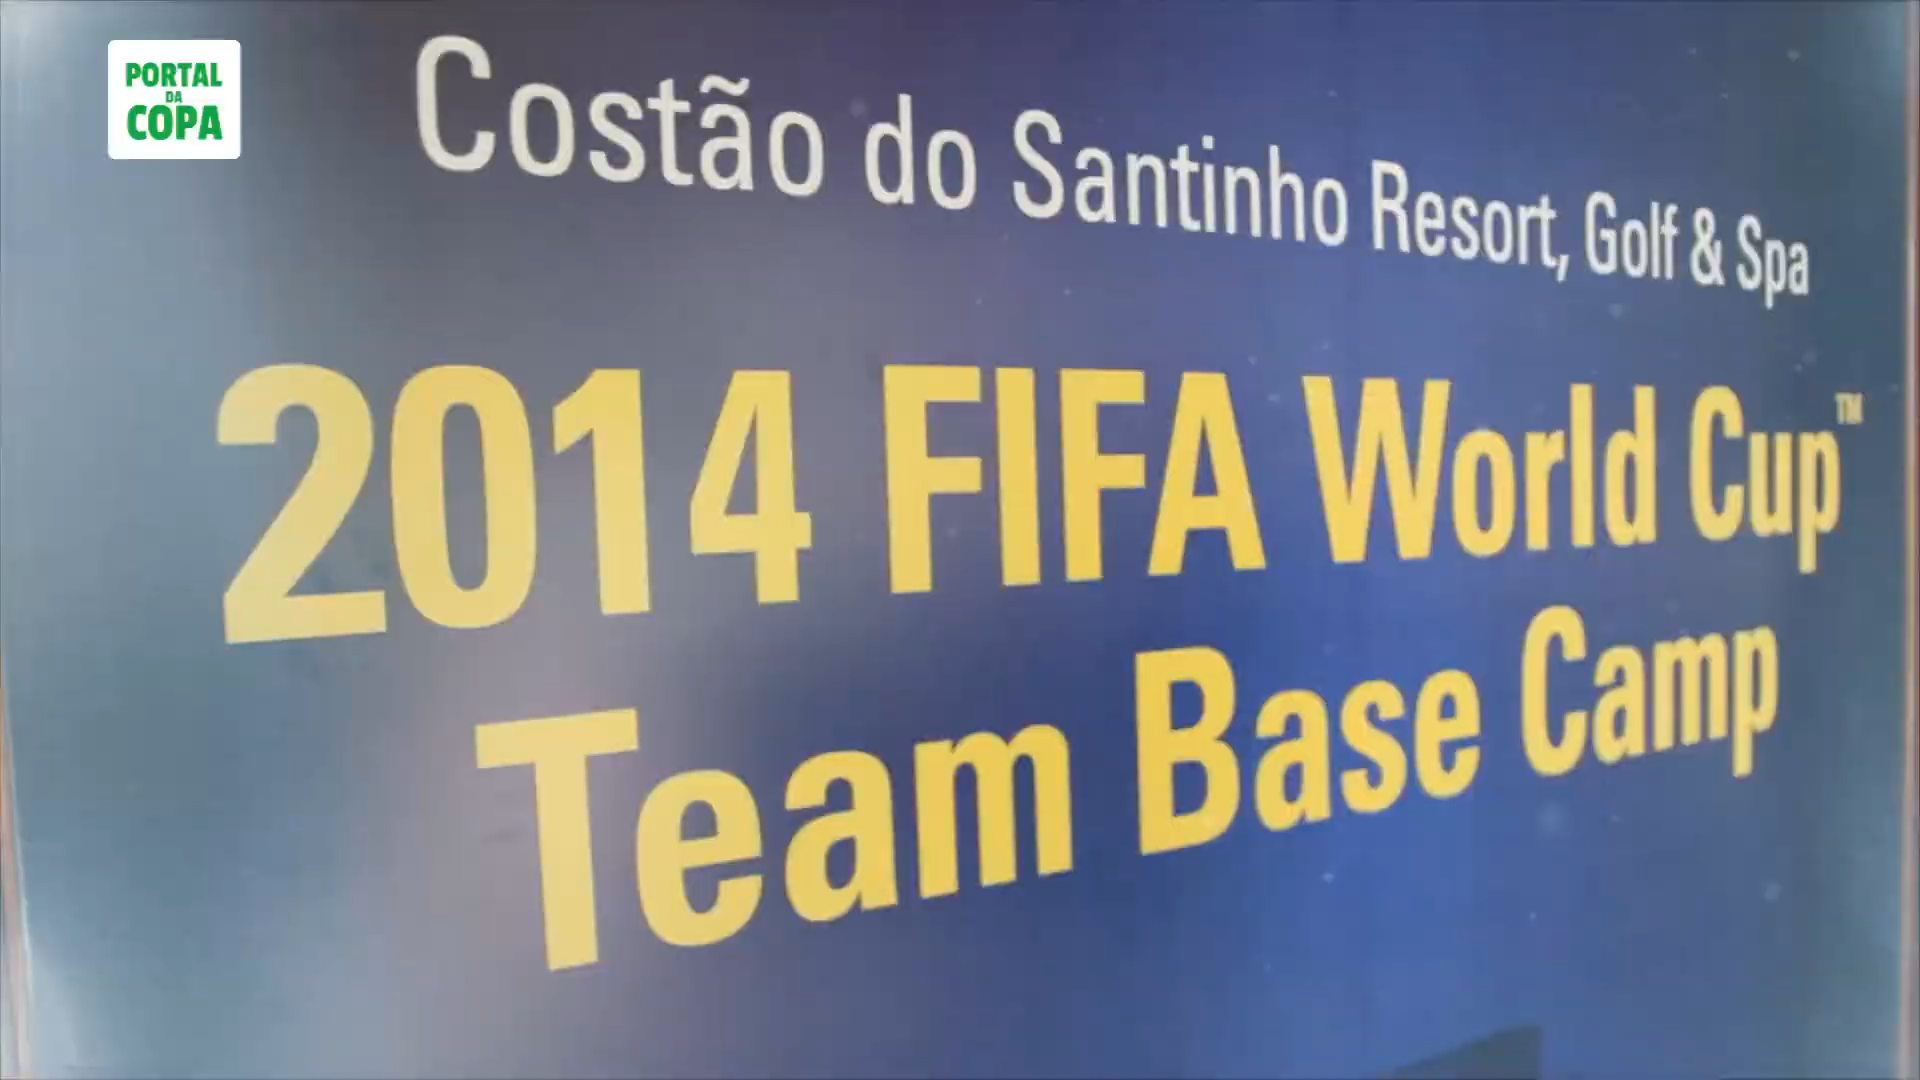 PORTAL
DA
COPA
Costão do Santinho Resort, Golf & Spa
2014 FIFA World Cup™
Team Base Camp